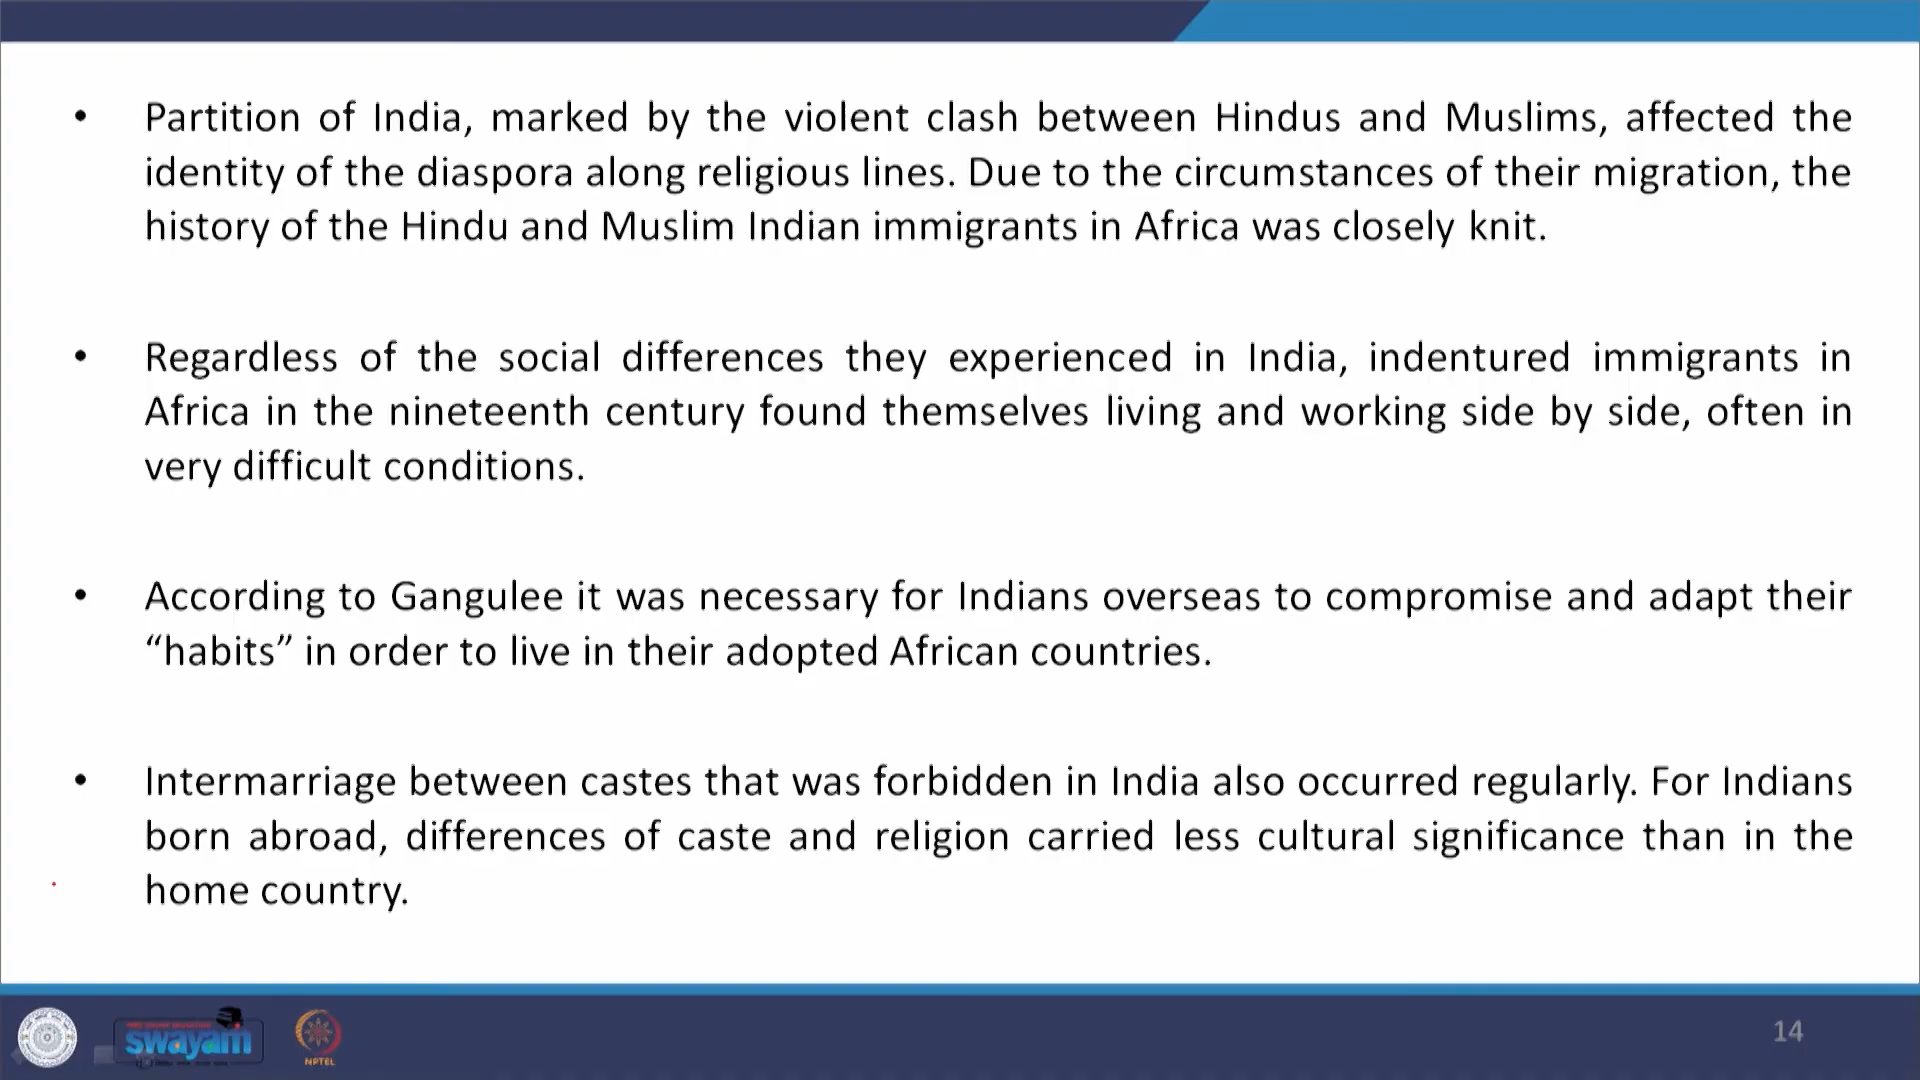 • Partition of India, marked by the violent clash between Hindus and Muslims, affected the
identity of the diaspora along religious lines. Due to the circumstances of their migration, the
history of the Hindu and Muslim Indian immigrants in Africa was closely knit.
• Regardless of the social differences they experienced in India, indentured immigrants in
Africa in the nineteenth century found themselves living and working side by side, often in
very difficult conditions.
• According to Gangulee it was necessary for Indians overseas to compromise and adapt their
“habits” in order to live in their adopted African countries.
• Intermarriage between castes that was forbidden in India also occurred regularly. For Indians
born abroad, differences of caste and religion carried less cultural significance than in the
home country.
swayam
NPTEL
14